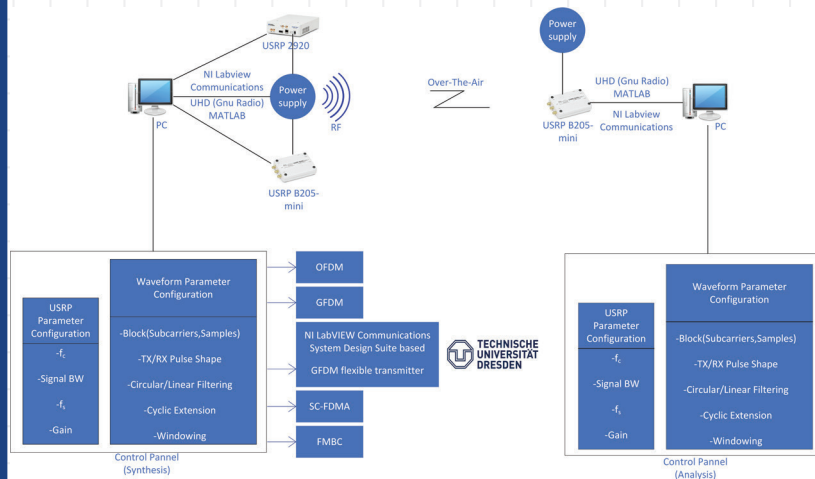 USRP 2920
NI Labview
Communications
UHD (Gnu Radio)
MATLAB
PC
Power
supply
RF
USRP B205-
mini
Over-The-Air
Power
supply
USRP B205-
mini
UHD (Gnu Radio)
MATLAB
NI Labview
Communications
PC
USRP
Parameter
Configuration
-fc
-Signal BW
-fs
-Gain
Waveform Parameter
Configuration
-Block(Subcarriers,Samples)
-TX/RX Pulse Shape
-Circular/Linear Filtering
-Cyclic Extension
-Windowing
Control Pannel
(Synthesis)
OFDM
GFDM
NI LabVIEW Communications
System Design Suite based
GFDM flexible transmitter
SC-FDMA
FMBC
TECHNISCHE
UNIVERSITÄT
DRESDEN
USRP
Parameter
Configuration
-fc
-Signal BW
-fs
-Gain
Waveform Parameter
Configuration
-Block(Subcarriers,Samples)
-TX/RX Pulse Shape
-Circular/Linear Filtering
-Cyclic Extension
-Windowing
Control Pannel
(Analysis)